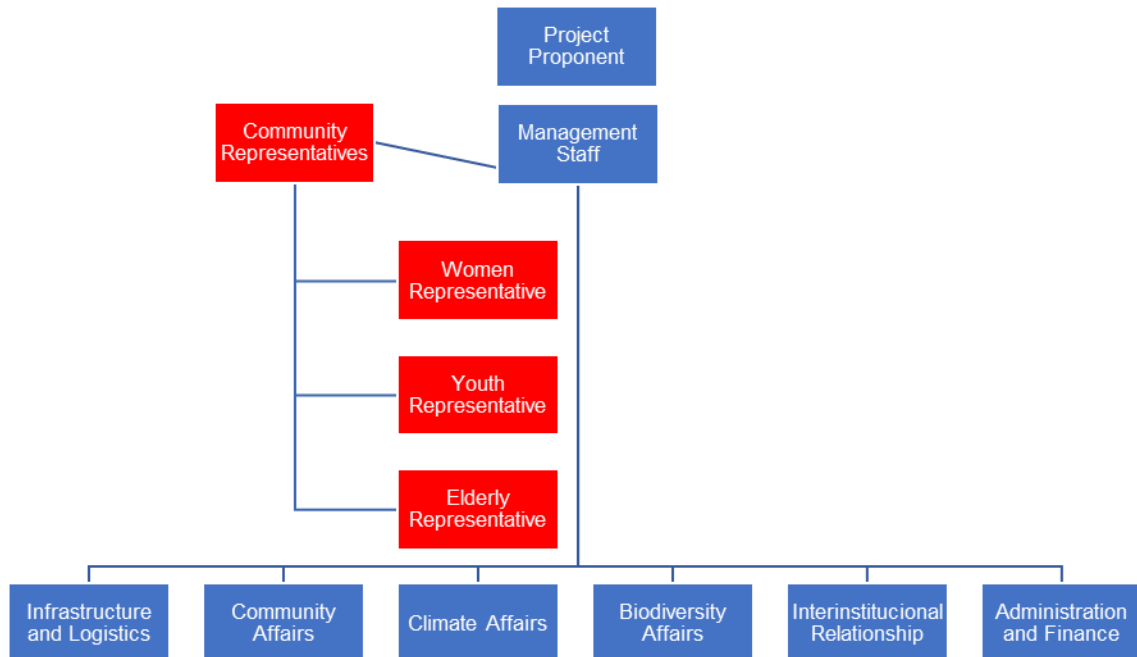 Project
Proponent
Community
Representatives
Management
Staff
Women
Representative
Youth
Representative
Elderly
Representative
Infrastructure
and Logistics
Community
Affairs
Climate Affairs
Biodiversity
Affairs
Interinstitucional
Relationship
Administration
and Finance